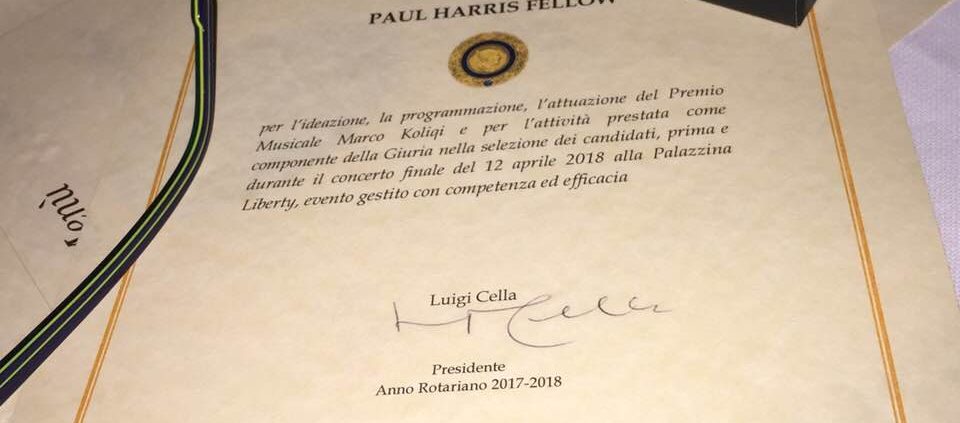 PAUL HARRIS FELLOW
per l'ideazione, la programmazione, l'attuazione del Premio
Musicale Marco Koliqi e per l'attività prestata come
componente della Giuria nella selezione dei candidati, prima e
durante il concerto finale del 12 aprile 2018 alla Palazzina
Liberty, evento gestito con competenza ed efficacia
Luigi Cella
Presidente
Anno Rotariano 2017-2018